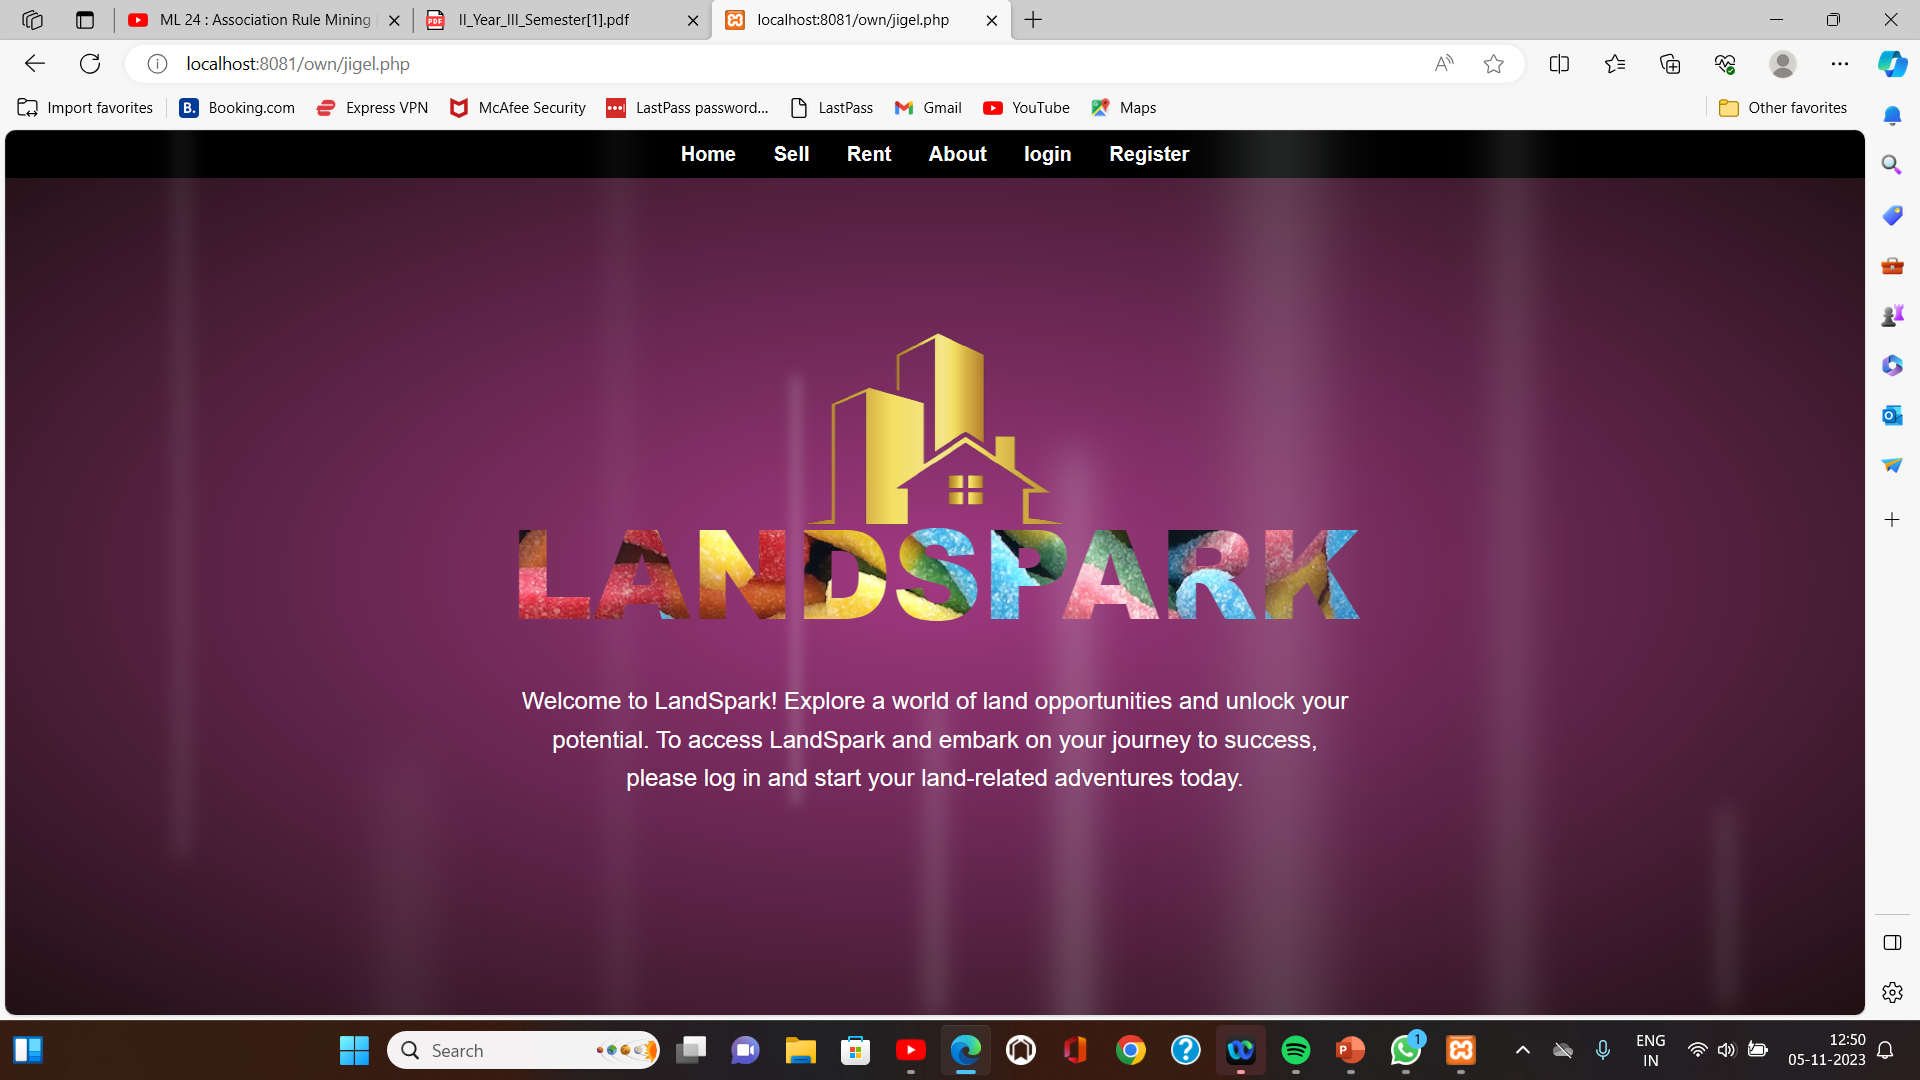 ML 24 : Association Rule Mining
II_Year_III_Semester[1].pdf
localhost:8081/own/jigel.php
localhost:8081/own/jigel.php
Import favorites
Booking.com
Express VPN
McAfee Security
LastPass password...
LastPass
Gmail
YouTube
Maps
Other favorites
Home Sell Rent About login Register
LANDSPARK
Welcome to LandSpark! Explore a world of land opportunities and unlock your
potential. To access LandSpark and embark on your journey to success,
please log in and start your land-related adventures today.
Search
1
ENG
IN
12:50
05-11-2023